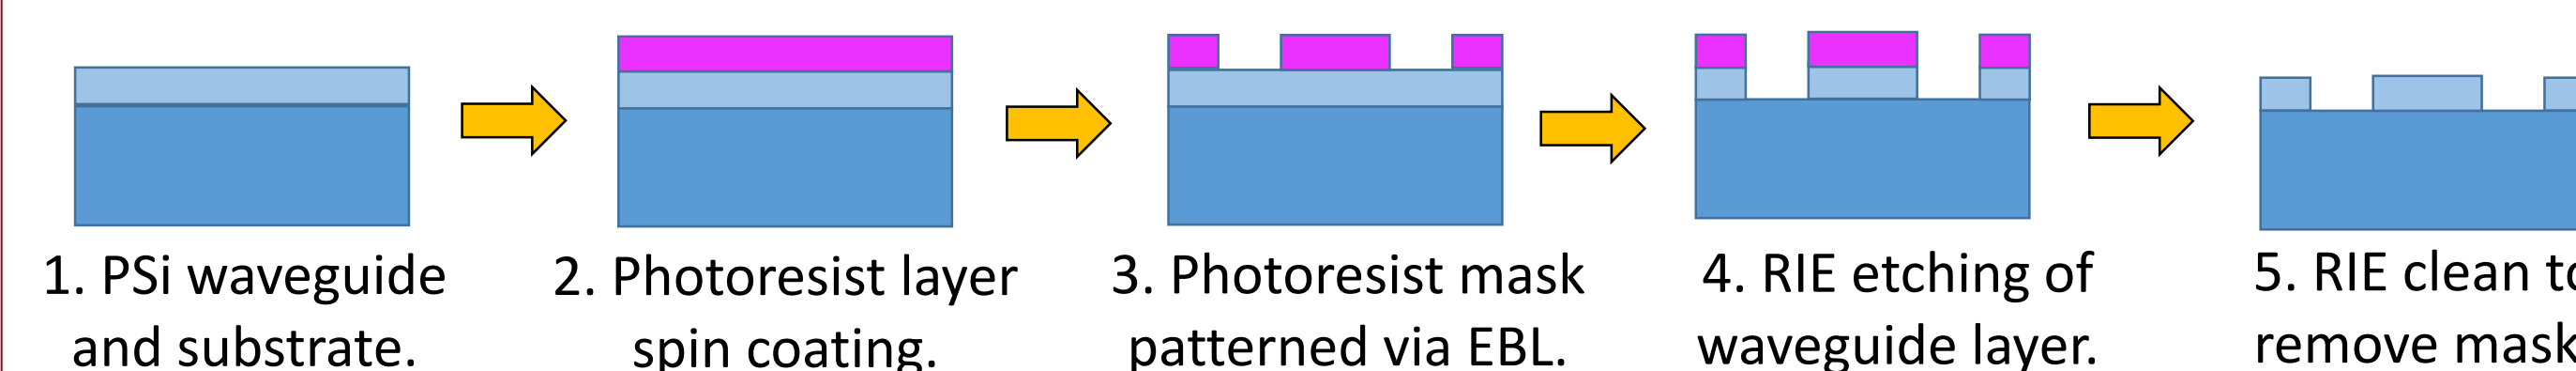 1. PSi waveguide
and substrate.
2. Photoresist layer
spin coating.
3. Photoresist mask
patterned via EBL.
4. RIE etching of
waveguide layer.
5. RIE clean to
remove mask